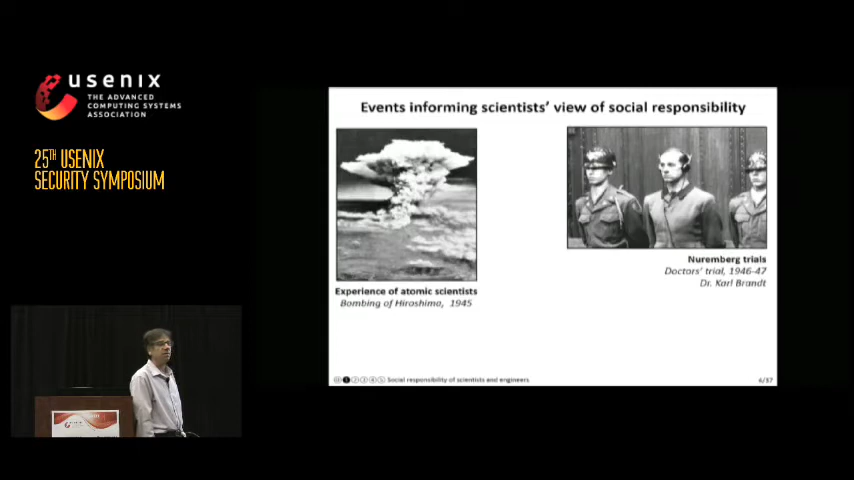 usenix
THE ADVANCED
COMPUTING SYSTEMS
ASSOCIATION
25TH USENIX
SECURITY SYMPOSIUM
Events informing scientists' view of social responsibility
Experience of atomic scientists
Bombing of Hiroshima, 1945
Nuremberg trials
Doctors' trial, 1946-47
Dr. Karl Brandt
Social responsibility of scientists and engineers
6/37
usenix